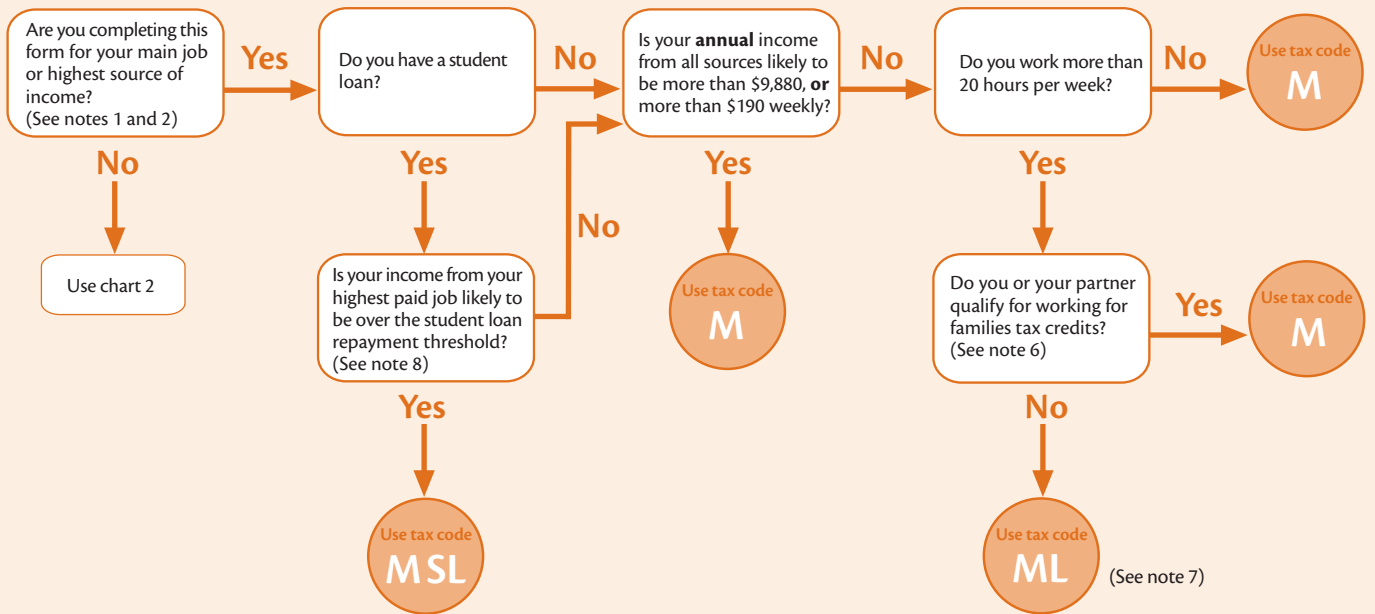 Are you completing this
form for your main job
or highest source of
income?
(See notes 1 and 2)
Yes
Do you have a student
loan?
No
Is your annual income
from all sources likely to
be more than $9,880, or
more than $190 weekly?
No
Do you work more than
20 hours per week?
No
Use tax code
M
No
Yes
Yes
Yes
Use chart 2
Is your income from your
highest paid job likely to
be over the student loan
repayment threshold?
(See note 8)
No
Use tax code
M
Do you or your partner
qualify for working for
families tax credits?
(See note 6)
Yes
Use tax code
M
Yes
No
Use tax code
M SL
Use tax code
ML
(See note 7)